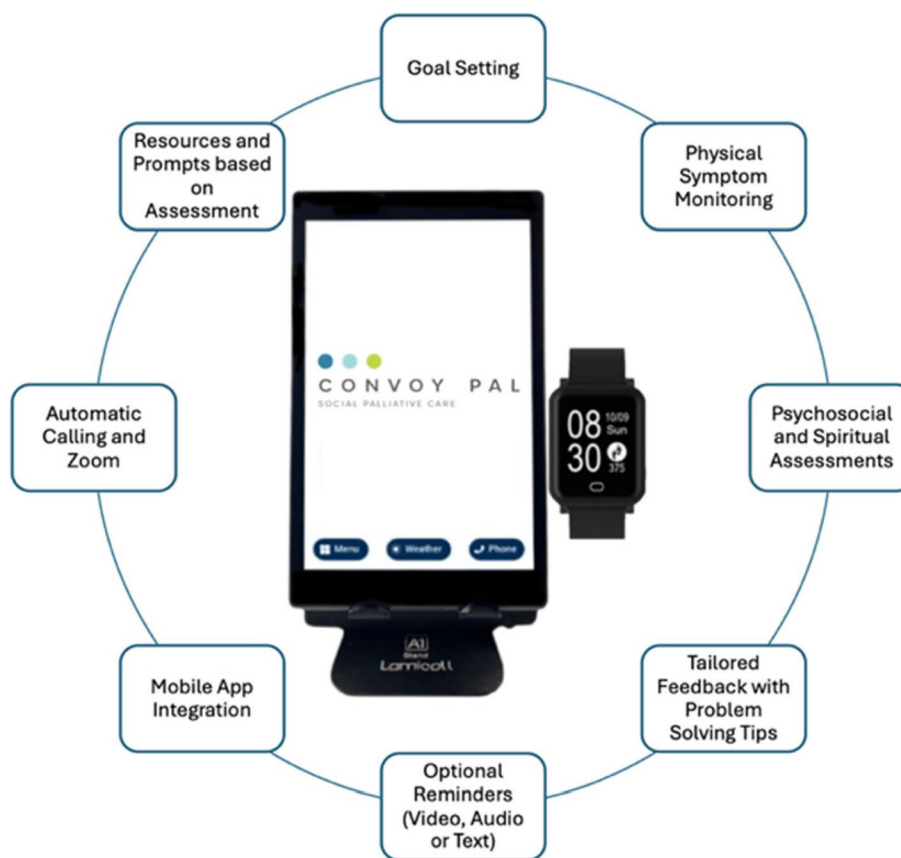 Goal Setting
Resources and
Prompts based
on
Assessment
Physical
Symptom
Monitoring
CONVOY PAL
SOCIAL PALLIATIVE CARE
08
30
10/09
Sun
375
Automatic
Calling and
Zoom
Psychosocial
and Spiritual
Assessments
Menu
Weather
Phone
A1
Stand
Lamicall
Mobile App
Integration
Tailored
Feedback with
Problem
Solving Tips
Optional
Reminders
(Video, Audio
or Text)